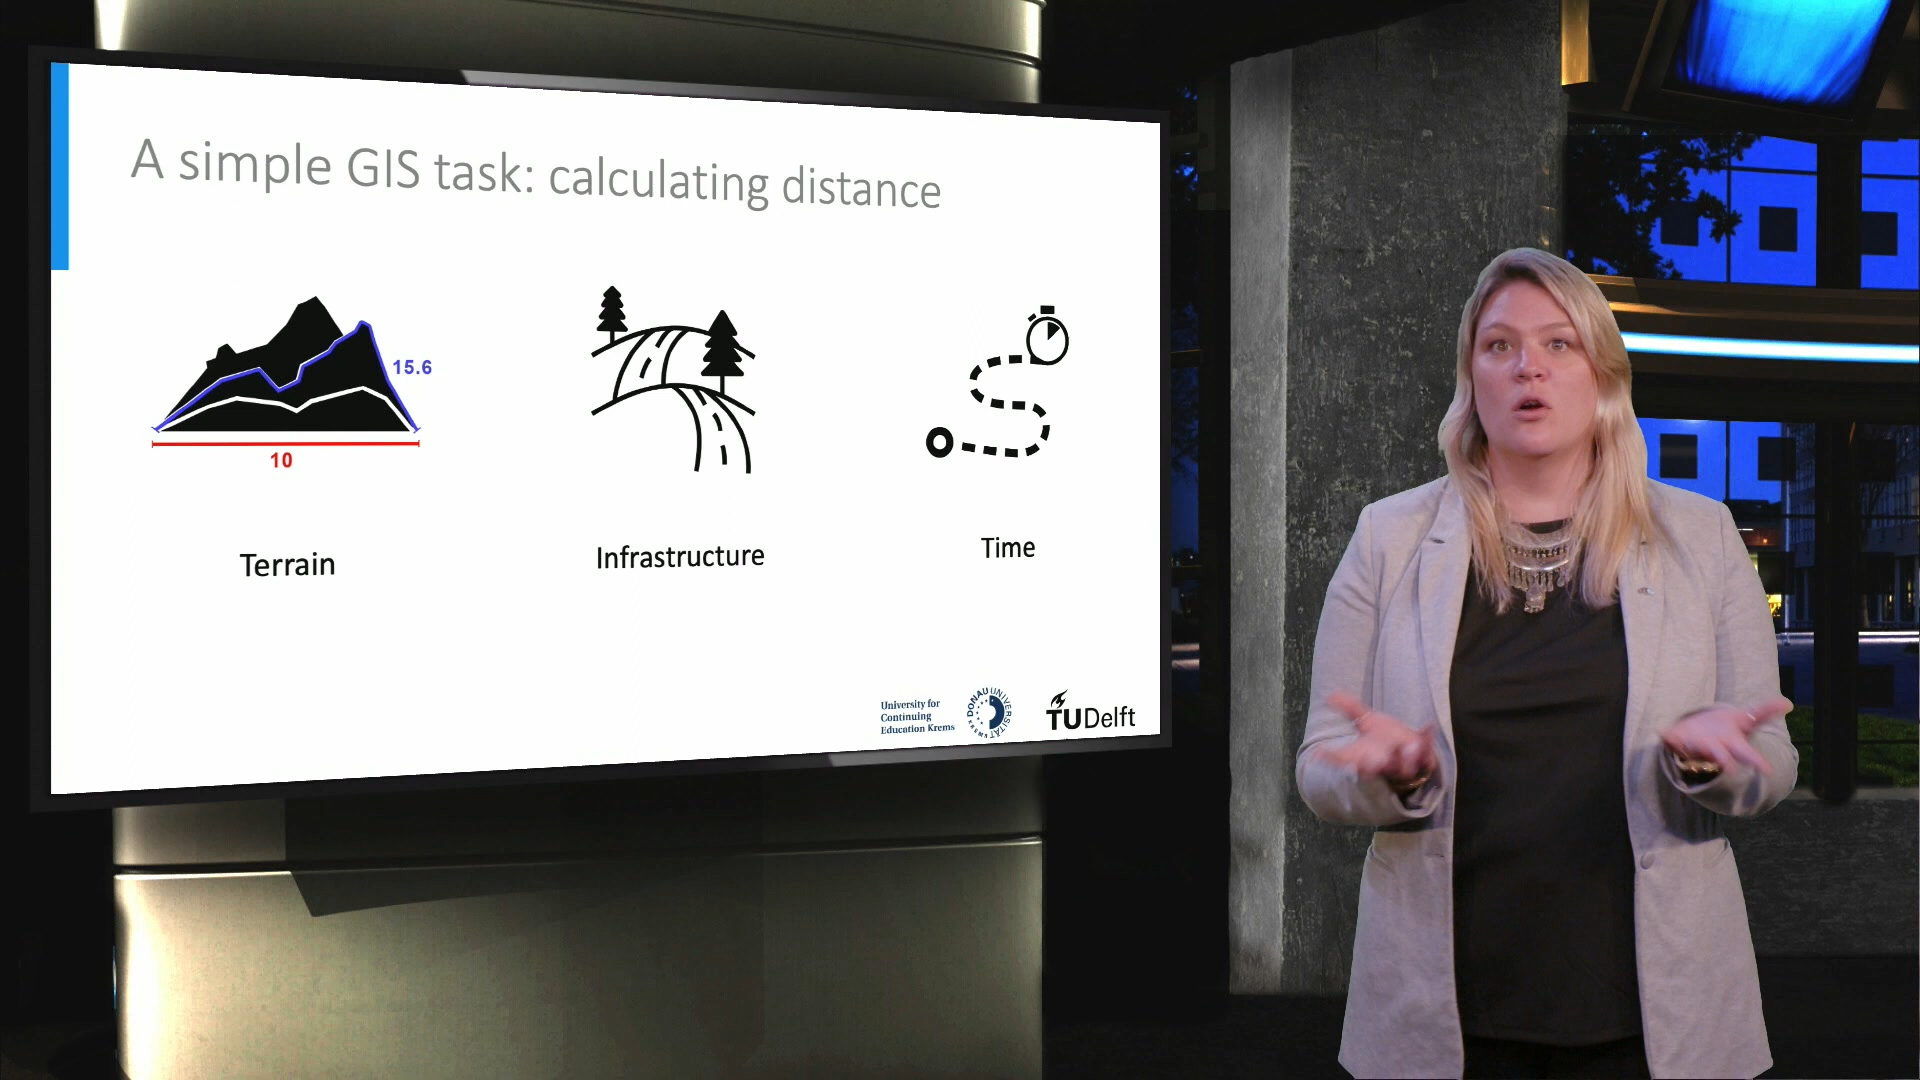 A simple GIS task: calculating distance
15.6
10
Terrain
Infrastructure
Time
University for
Continuing
Education Krems
DONAU UNIVERSITÄT KREMS
TUDelft